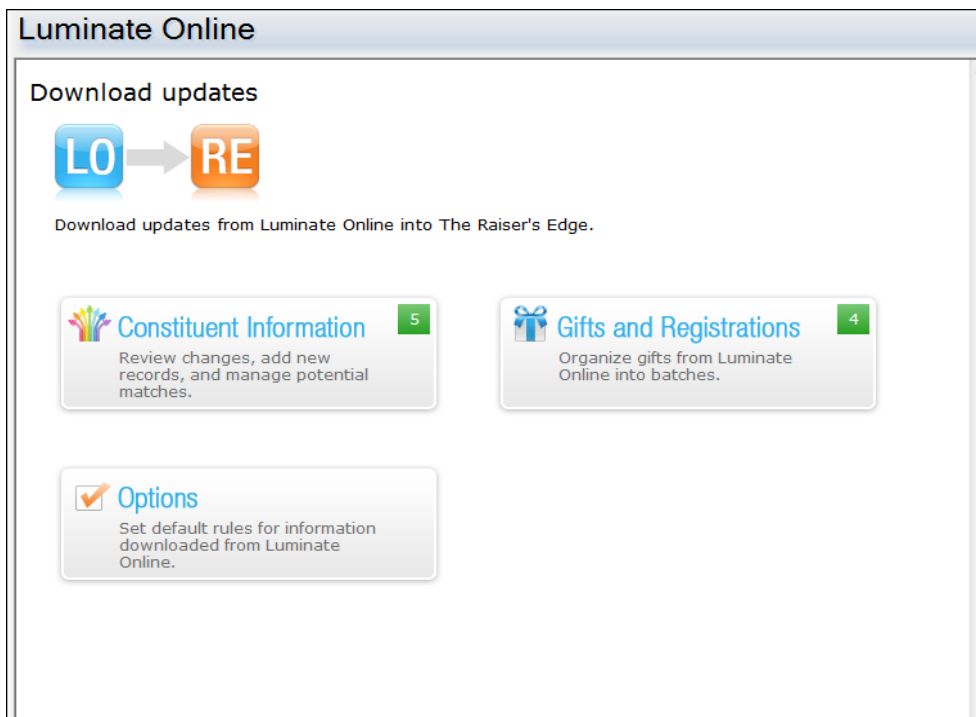 Luminate Online
Download updates
LO RE
Download updates from Luminate Online into The Raiser's Edge.
Constituent Information
5
Review changes, add new
records, and manage potential
matches.
Gifts and Registrations
4
Organize gifts from Luminate
Online into batches.
Options
Set default rules for information
downloaded from Luminate
Online.